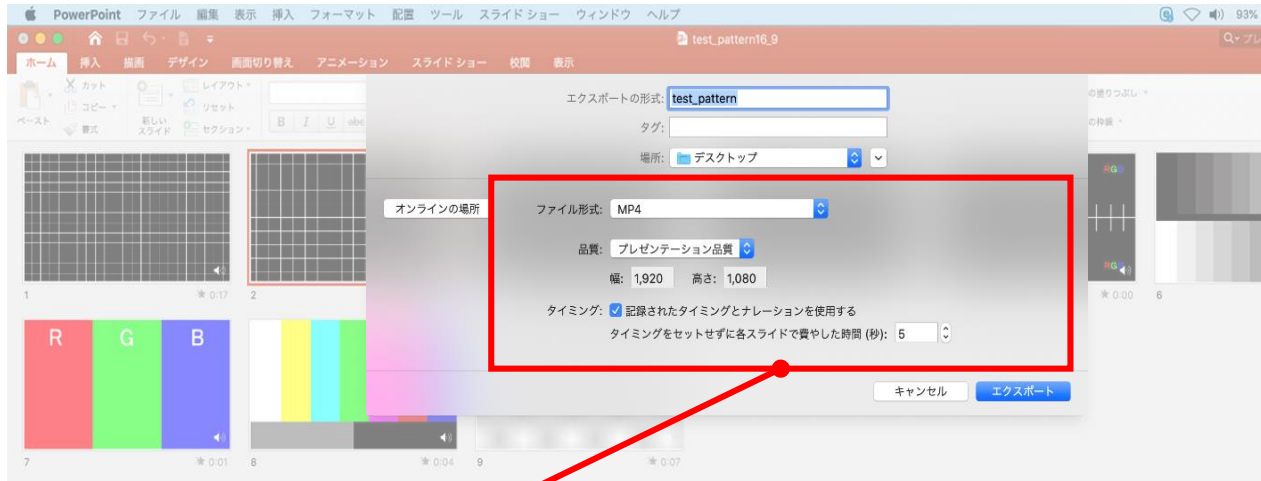 PowerPoint ファイル 編集 表示 挿入 フォーマット 配置 ツール スライド ショー ウィンドウ ヘルプ 93%
test_pattern16_9
ホーム 挿入 描画 デザイン 画面切り替え アニメーション スライド ショー 校閲 表示
ペースト カット コピー 書式
新しい スライド
レイアウト リセット セクション
B I U abc
の塗りつぶし
の枠線
エクスポートの形式: test_pattern
タグ:
場所: デスクトップ
オンラインの場所
ファイル形式: MP4
品質: プレゼンテーション品質
幅: 1,920 高さ: 1,080
タイミング: 記録されたタイミングとナレーションを使用する
タイミングをセットせずに各スライドで費やした時間 (秒): 5
キャンセル エクスポート
RGB
RGB
1 0:17 2 0:00 6
R G B
7 0:01 8 0:04 9 0:07